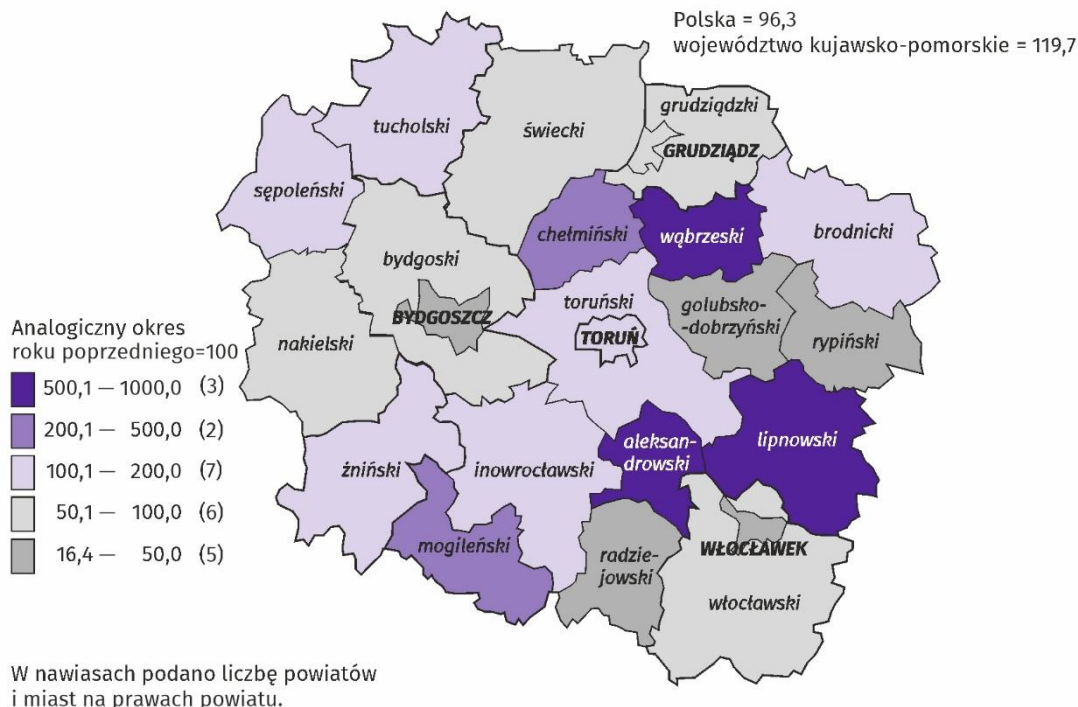 Polska = 96,3
województwo kujawsko-pomorskie = 119,7
grudziądzki
tucholski
świecki
GRUDZIĄDZ
sępoleński
chełmiński
wąbrzeski
brodnicki
bydgoski
toruński
golubsko-
-dobrzyński
BYDGOSZCZ
TORUŃ
rypiński
nakielski
Analogiczny okres
roku poprzedniego=100
500,1 — 1000,0 (3)
200,1 — 500,0 (2)
100,1 — 200,0 (7)
50,1 — 100,0 (6)
16,4 — 50,0 (5)
aleksan-
drowski
lipnowski
żniński
inowrocławski
mogileński
radzie-
jowski
WŁOCŁAWEK
włocławski
W nawiasach podano liczbę powiatów
i miast na prawach powiatu.